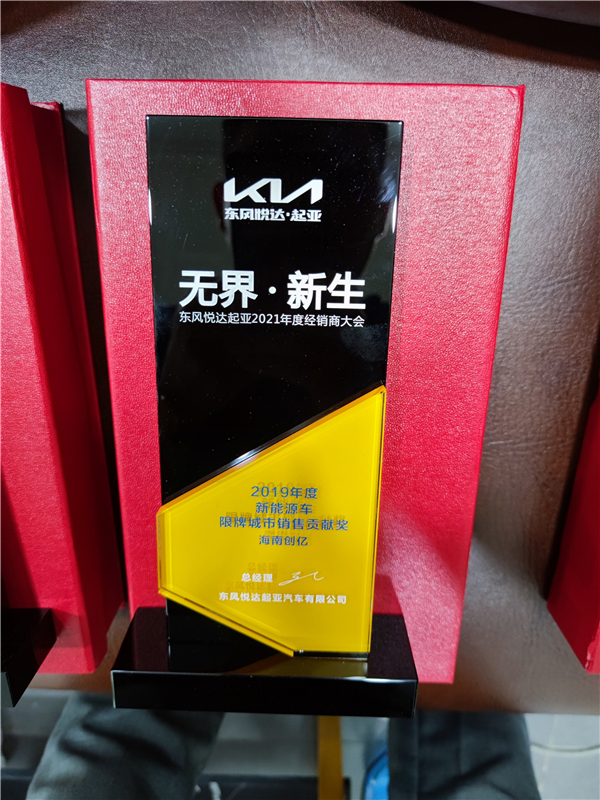 KIA
东风悦达·起亚
无界·新生
东风悦达起亚2021年度经销商大会
2019年度
新能源车
限牌城市销售贡献奖
海南创亿
总经理
东风悦达起亚汽车有限公司